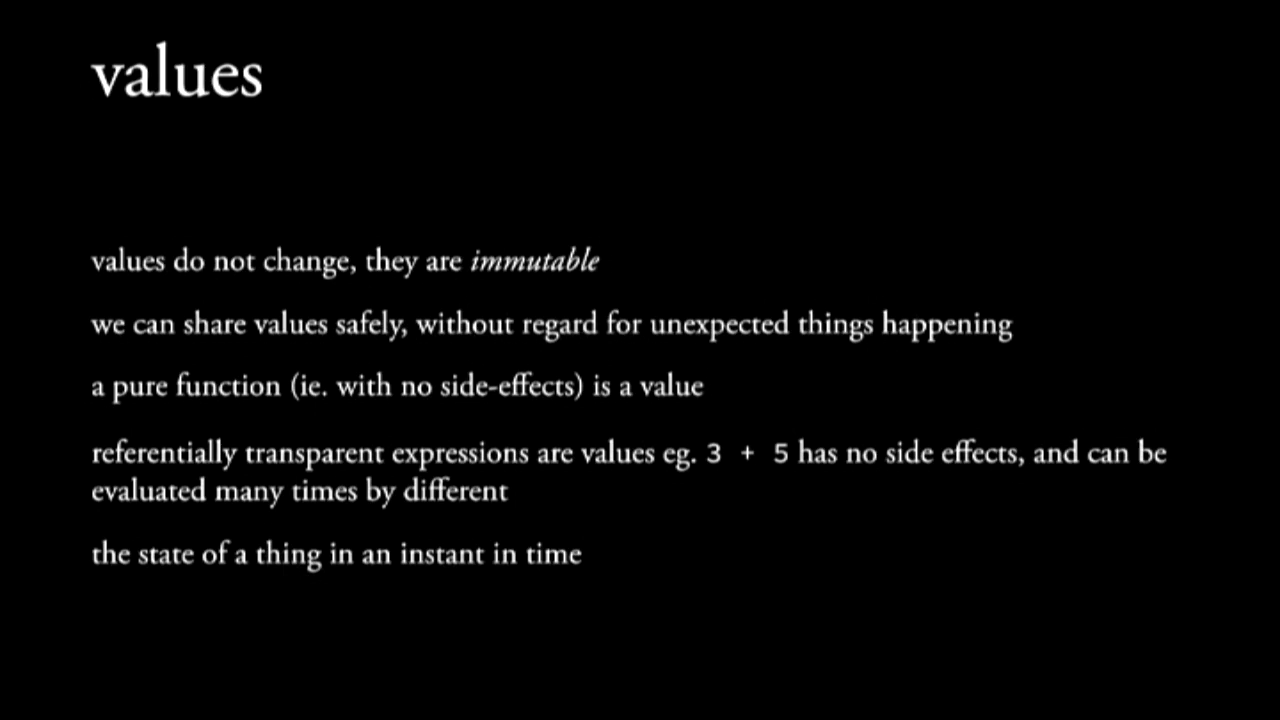 values
values do not change, they are immutable
we can share values safely, without regard for unexpected things happening
a pure function (ie. with no side-effects) is a value
referentially transparent expressions are values eg. 3 + 5 has no side effects, and can be
evaluated many times by different
the state of a thing in an instant in time